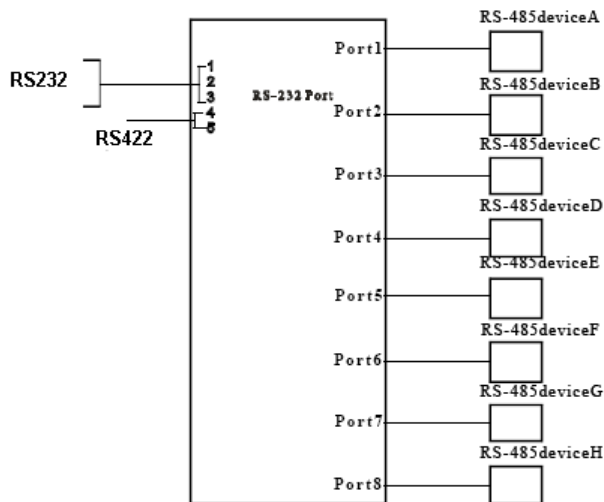 RS-485deviceA
Port1
RS232
1
2
3
RS-232 Port
RS-485deviceB
Port2
4
5
RS422
RS-485deviceC
Port3
RS-485deviceD
Port4
RS-485deviceE
Port5
RS-485deviceF
Port6
RS-485deviceG
Port7
RS-485deviceH
Port8